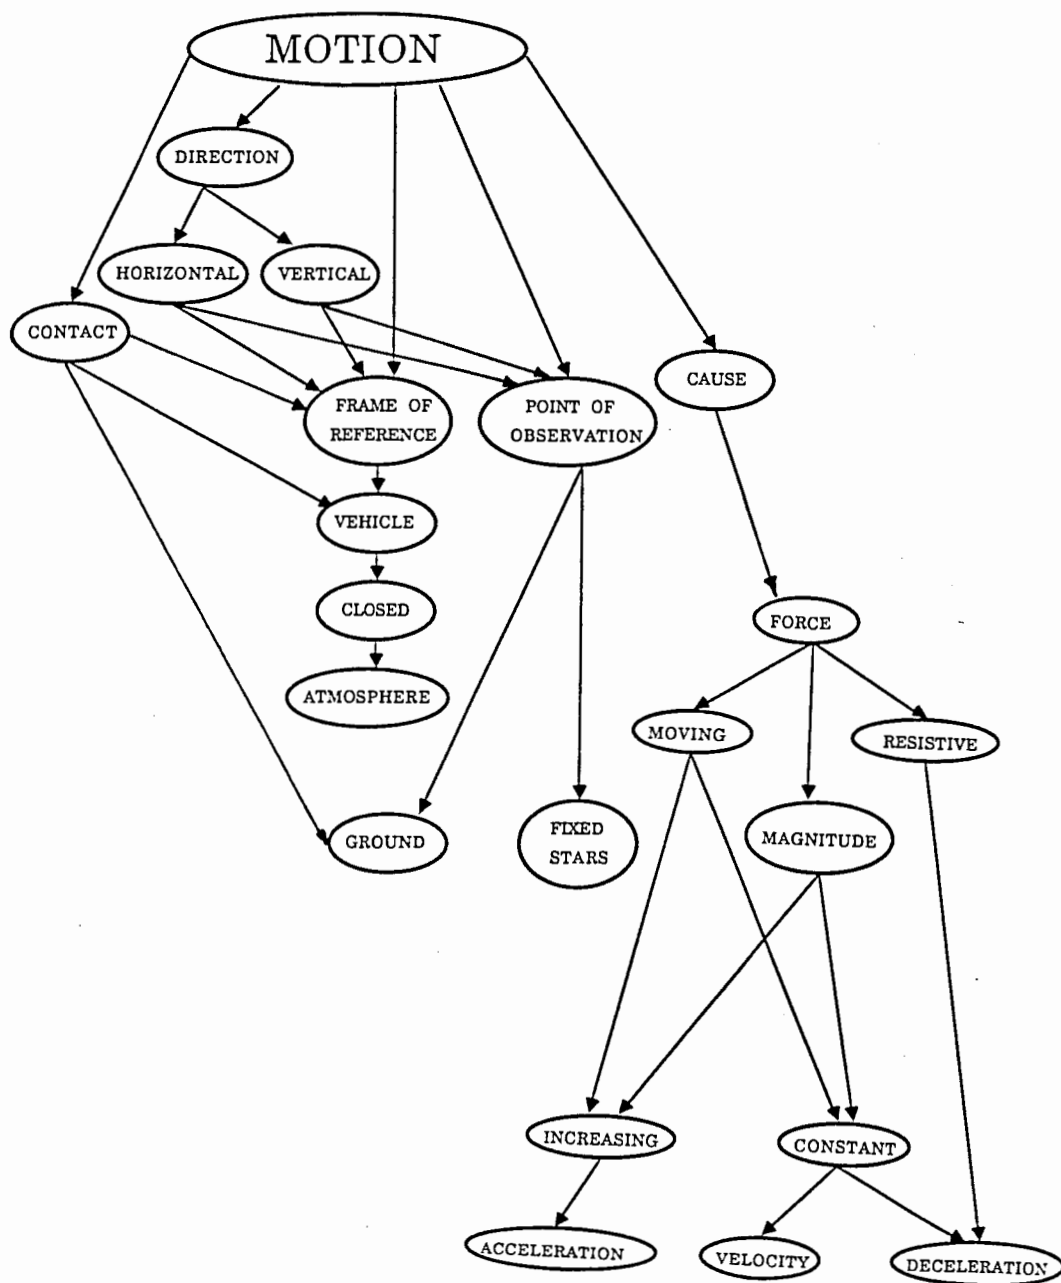 MOTION
DIRECTION
HORIZONTAL
VERTICAL
CONTACT
CAUSE
FRAME OF
REFERENCE
POINT OF
OBSERVATION
VEHICLE
CLOSED
FORCE
ATMOSPHERE
MOVING
RESISTIVE
GROUND
FIXED
STARS
MAGNITUDE
INCREASING
CONSTANT
ACCELERATION
VELOCITY
DECELERATION